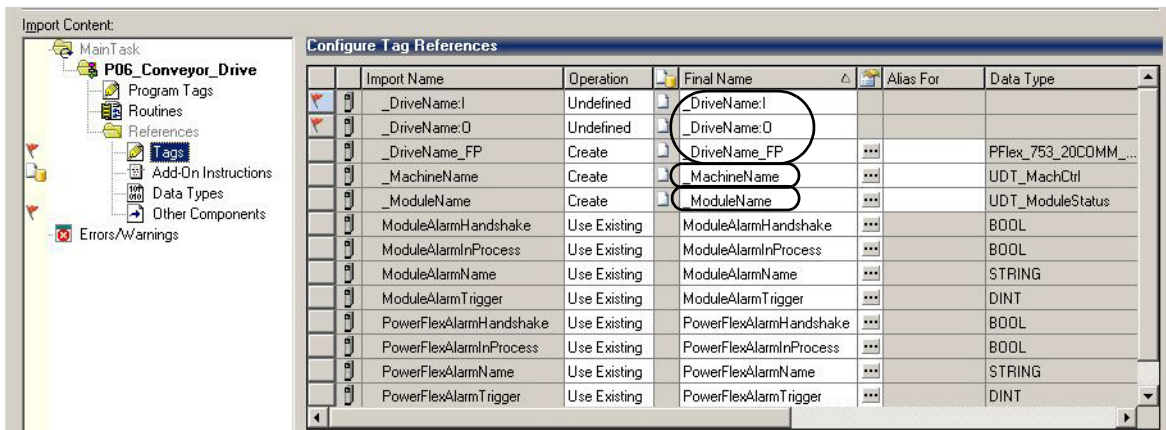 Import Content:
MainTask
P06_Conveyor_Drive
Program Tags
Routines
References
Tags
Add-On Instructions
Data Types
Other Components
Errors/Warnings
Configure Tag References
Import Name Operation Final Name Alias For Data Type
_DriveName:I Undefined _DriveName:I
_DriveName:O Undefined _DriveName:O
_DriveName_FP Create _DriveName_FP ... PFlex_753_20COMM_...
_MachineName Create _MachineName ... UDT_MachCtrl
_ModuleName Create _ModuleName ... UDT_ModuleStatus
ModuleAlarmHandshake Use Existing ModuleAlarmHandshake ... BOOL
ModuleAlarmInProcess Use Existing ModuleAlarmInProcess ... BOOL
ModuleAlarmName Use Existing ModuleAlarmName ... STRING
ModuleAlarmTrigger Use Existing ModuleAlarmTrigger ... DINT
PowerFlexAlarmHandshake Use Existing PowerFlexAlarmHandshake ... BOOL
PowerFlexAlarmInProcess Use Existing PowerFlexAlarmInProcess ... BOOL
PowerFlexAlarmName Use Existing PowerFlexAlarmName ... STRING
PowerFlexAlarmTrigger Use Existing PowerFlexAlarmTrigger ... DINT